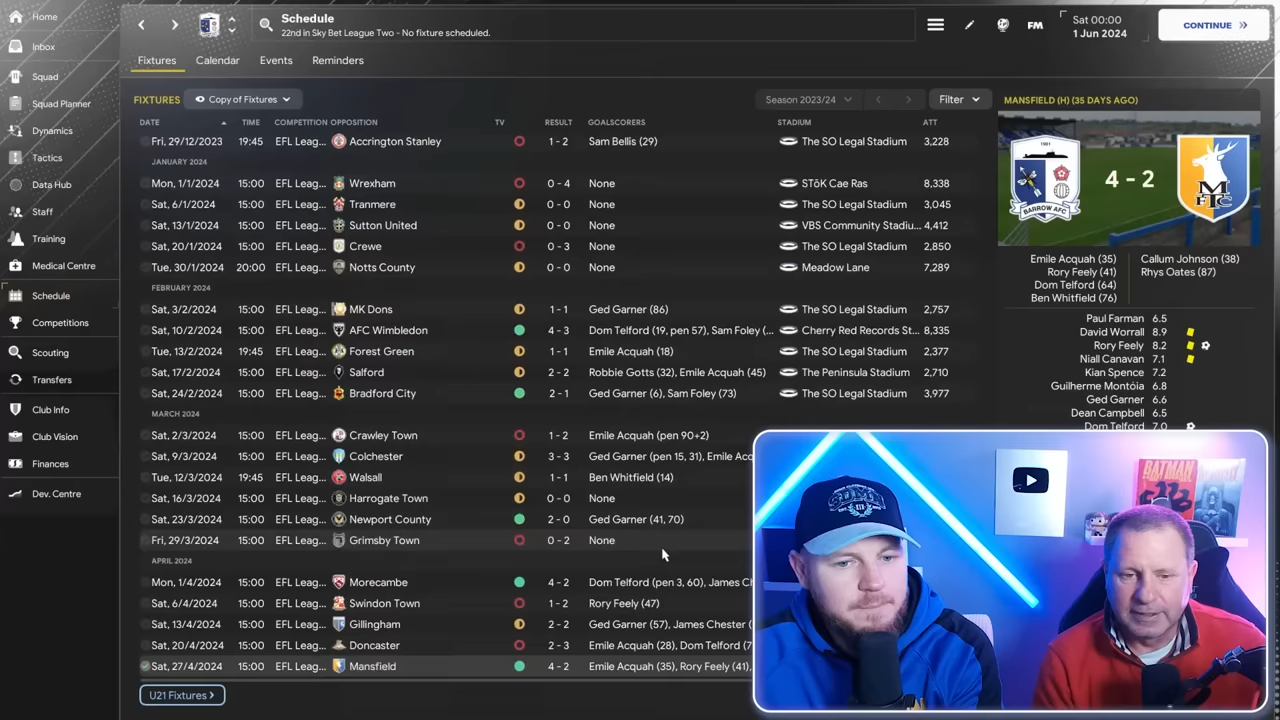 Home
Inbox
Squad
Squad Planner
Dynamics
Tactics
Data Hub
Staff
Training
Medical Centre
Schedule
Competitions
Scouting
Transfers
Club Info
Club Vision
Finances
Dev. Centre
Schedule
22nd in Sky Bet League Two - No fixture scheduled.
FM
Sat 00:00
1 Jun 2024
CONTINUE
Fixtures Calendar Events Reminders
FIXTURES Copy of Fixtures
Season 2023/24 Filter
DATE TIME COMPETITION OPPOSITION TV RESULT GOALSCORERS STADIUM ATT
Fri, 29/12/2023 19:45 EFL Leag... Accrington Stanley 1 - 2 Sam Bellis (29) The SO Legal Stadium 3,228
JANUARY 2024
Mon, 1/1/2024 15:00 EFL Leag... Wrexham 0 - 4 None STōK Cae Ras 8,338
Sat, 6/1/2024 15:00 EFL Leag... Tranmere 0 - 0 None The SO Legal Stadium 3,045
Sat, 13/1/2024 15:00 EFL Leag... Sutton United 0 - 0 None VBS Community Stadiu... 4,412
Sat, 20/1/2024 15:00 EFL Leag... Crewe 0 - 3 None The SO Legal Stadium 2,850
Tue, 30/1/2024 20:00 EFL Leag... Notts County 0 - 0 None Meadow Lane 7,289
FEBRUARY 2024
Sat, 3/2/2024 15:00 EFL Leag... MK Dons 1 - 1 Ged Garner (86) The SO Legal Stadium 2,757
Sat, 10/2/2024 15:00 EFL Leag... AFC Wimbledon 4 - 3 Dom Telford (19, pen 57), Sam Foley (... Cherry Red Records St... 8,335
Tue, 13/2/2024 19:45 EFL Leag... Forest Green 1 - 1 Emile Acquah (18) The SO Legal Stadium 2,377
Sat, 17/2/2024 15:00 EFL Leag... Salford 2 - 2 Robbie Gotts (32), Emile Acquah (45) The Peninsula Stadium 2,710
Sat, 24/2/2024 15:00 EFL Leag... Bradford City 2 - 1 Ged Garner (6), Sam Foley (73) The SO Legal Stadium 3,977
MARCH 2024
Sat, 2/3/2024 15:00 EFL Leag... Crawley Town 1 - 2 Emile Acquah (pen 90+2)
Sat, 9/3/2024 15:00 EFL Leag... Colchester 3 - 3 Ged Garner (pen 15, 31), Emile Acq
Tue, 12/3/2024 19:45 EFL Leag... Walsall 1 - 1 Ben Whitfield (14)
Sat, 16/3/2024 15:00 EFL Leag... Harrogate Town 0 - 0 None
Sat, 23/3/2024 15:00 EFL Leag... Newport County 2 - 0 Ged Garner (41, 70)
Fri, 29/3/2024 15:00 EFL Leag... Grimsby Town 0 - 2 None
APRIL 2024
Mon, 1/4/2024 15:00 EFL Leag... Morecambe 4 - 2 Dom Telford (pen 3, 60), James Ch
Sat, 6/4/2024 15:00 EFL Leag... Swindon Town 1 - 2 Rory Feely (47)
Sat, 13/4/2024 15:00 EFL Leag... Gillingham 2 - 2 Ged Garner (57), James Chester (
Sat, 20/4/2024 15:00 EFL Leag... Doncaster 2 - 3 Emile Acquah (28), Dom Telford (7
Sat, 27/4/2024 15:00 EFL Leag... Mansfield 4 - 2 Emile Acquah (35), Rory Feely (41),
U21 Fixtures
MANSFIELD (H) (35 DAYS AGO)
1901
BARROW AFC
4 - 2
MTFC
Emile Acquah (35) Callum Johnson (38)
Rory Feely (41) Rhys Oates (87)
Dom Telford (64)
Ben Whitfield (76)
Paul Farman 6.5
David Worrall 8.9
Rory Feely 8.2
Niall Canavan 7.1
Kian Spence 7.2
Guilherme Montóia 6.8
Ged Garner 6.6
Dean Campbell 6.5
Dom Telford 7.0
BATMAN